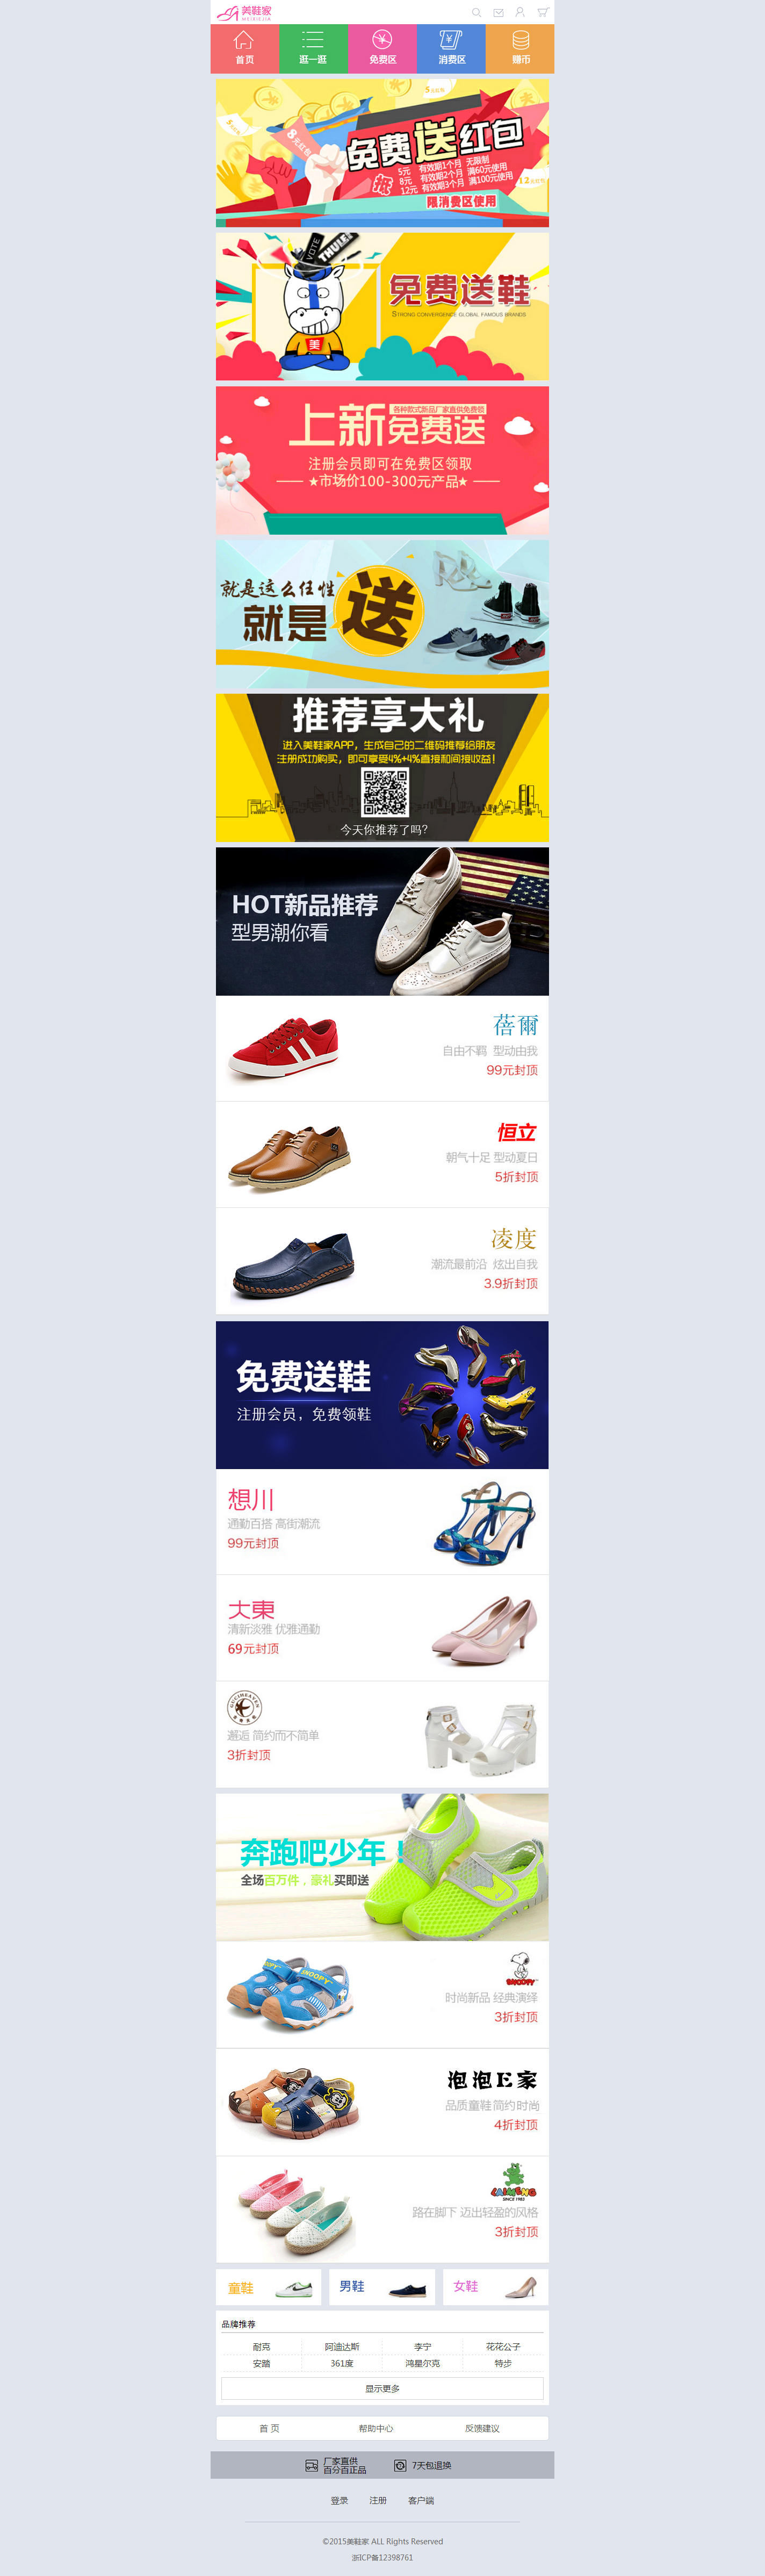 美鞋家
MEIXIEJIA
首页
逛一逛
免费区
消费区
赚币
5元红包
5元红包
8元红包
免费送红包
5元 有效期1个月 无限制
8元 有效期2个月 满60元使用
12元 有效期3个月 满100元使用
12元红包
限消费区使用
VOTE
THULE
美
免费送鞋
STRONG CONVERGENCE GLOBAL FAMOUS BRANDS
上新免费送
各种款式新品厂家直供免费领
注册会员即可在免费区领取
★市场价100-300元产品★
就是这么任性
就是送
推荐享大礼
进入美鞋家APP，生成自己的二维码推荐给朋友
注册成功购买，即可享受4%+4%直接和间接收益!
今天你推荐了吗?
HOT新品推荐
型男潮你看
蓓爾
自由不羁 型动由我
99元封顶
恒立
朝气十足 型动夏日
5折封顶
凌度
潮流最前沿 炫出自我
3.9折封顶
免费送鞋
注册会员，免费领鞋
想川
通勤百搭 高街潮流
99元封顶
大東
清新淡雅 优雅通勤
69元封顶
邂逅 简约而不简单
3折封顶
奔跑吧少年！
全场百万件，豪礼买即送
SNOOPY
SNOOPY
时尚新品 经典演绎
3折封顶
泡泡E家
品质童鞋简约时尚
4折封顶
LAIMENG
SINCE 1983
路在脚下 迈出轻盈的风格
3折封顶
童鞋
男鞋
女鞋
品牌推荐
耐克
阿迪达斯
李宁
花花公子
安踏
361度
鸿星尔克
特步
显示更多
首 页
帮助中心
反馈建议
厂家直供
百分百正品
7天包退换
登录
注册
客户端
©2015美鞋家 ALL Rights Reserved
浙ICP备12398761